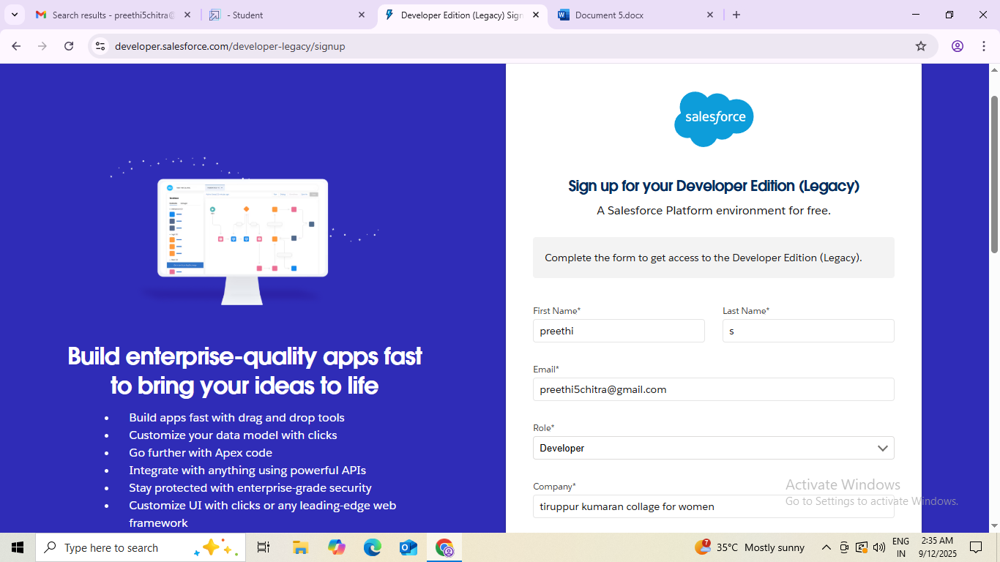 Search results - preethi5chitra@
- Student
Developer Edition (Legacy) Sign
Document 5.docx
developer.salesforce.com/developer-legacy/signup
salesforce
Sign up for your Developer Edition (Legacy)
A Salesforce Platform environment for free.
Complete the form to get access to the Developer Edition (Legacy).
First Name*
Last Name*
preethi
s
Email*
preethi5chitra@gmail.com
Role*
Developer
Company*
tiruppur kumaran collage for women
Build enterprise-quality apps fast
to bring your ideas to life
Build apps fast with drag and drop tools
Customize your data model with clicks
Go further with Apex code
Integrate with anything using powerful APIs
Stay protected with enterprise-grade security
Customize UI with clicks or any leading-edge web
framework
Activate Windows
Go to Settings to activate Windows.
Type here to search
7
35°C Mostly sunny
ENG
IN
2:35 AM
9/12/2025